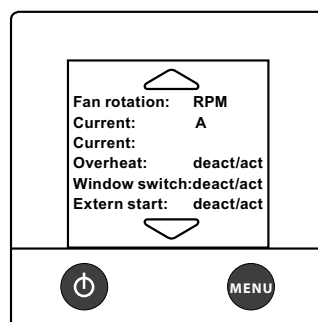 Fan rotation: RPM
Current: A
Current:
Overheat: deact/act
Window switch:deact/act
Extern start: deact/act
MENU